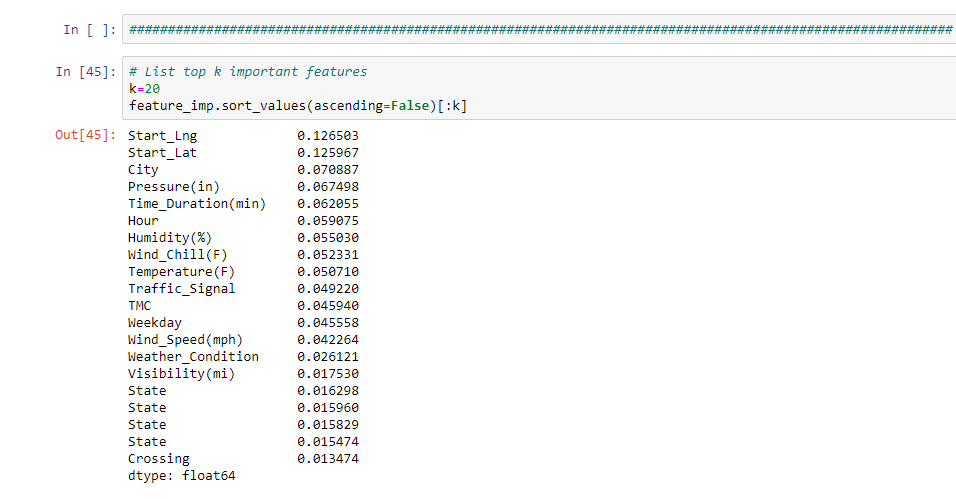 In [ ]: ############################################################################################################
In [45]: # List top k important features
k=20
feature_imp.sort_values(ascending=False)[:k]
Out[45]: Start_Lng 0.126503
Start_Lat 0.125967
City 0.070887
Pressure(in) 0.067498
Time_Duration(min) 0.062055
Hour 0.059075
Humidity(%) 0.055030
Wind_Chill(F) 0.052331
Temperature(F) 0.050710
Traffic_Signal 0.049220
TMC 0.045940
Weekday 0.045558
Wind_Speed(mph) 0.042264
Weather_Condition 0.026121
Visibility(mi) 0.017530
State 0.016298
State 0.015960
State 0.015829
State 0.015474
Crossing 0.013474
dtype: float64